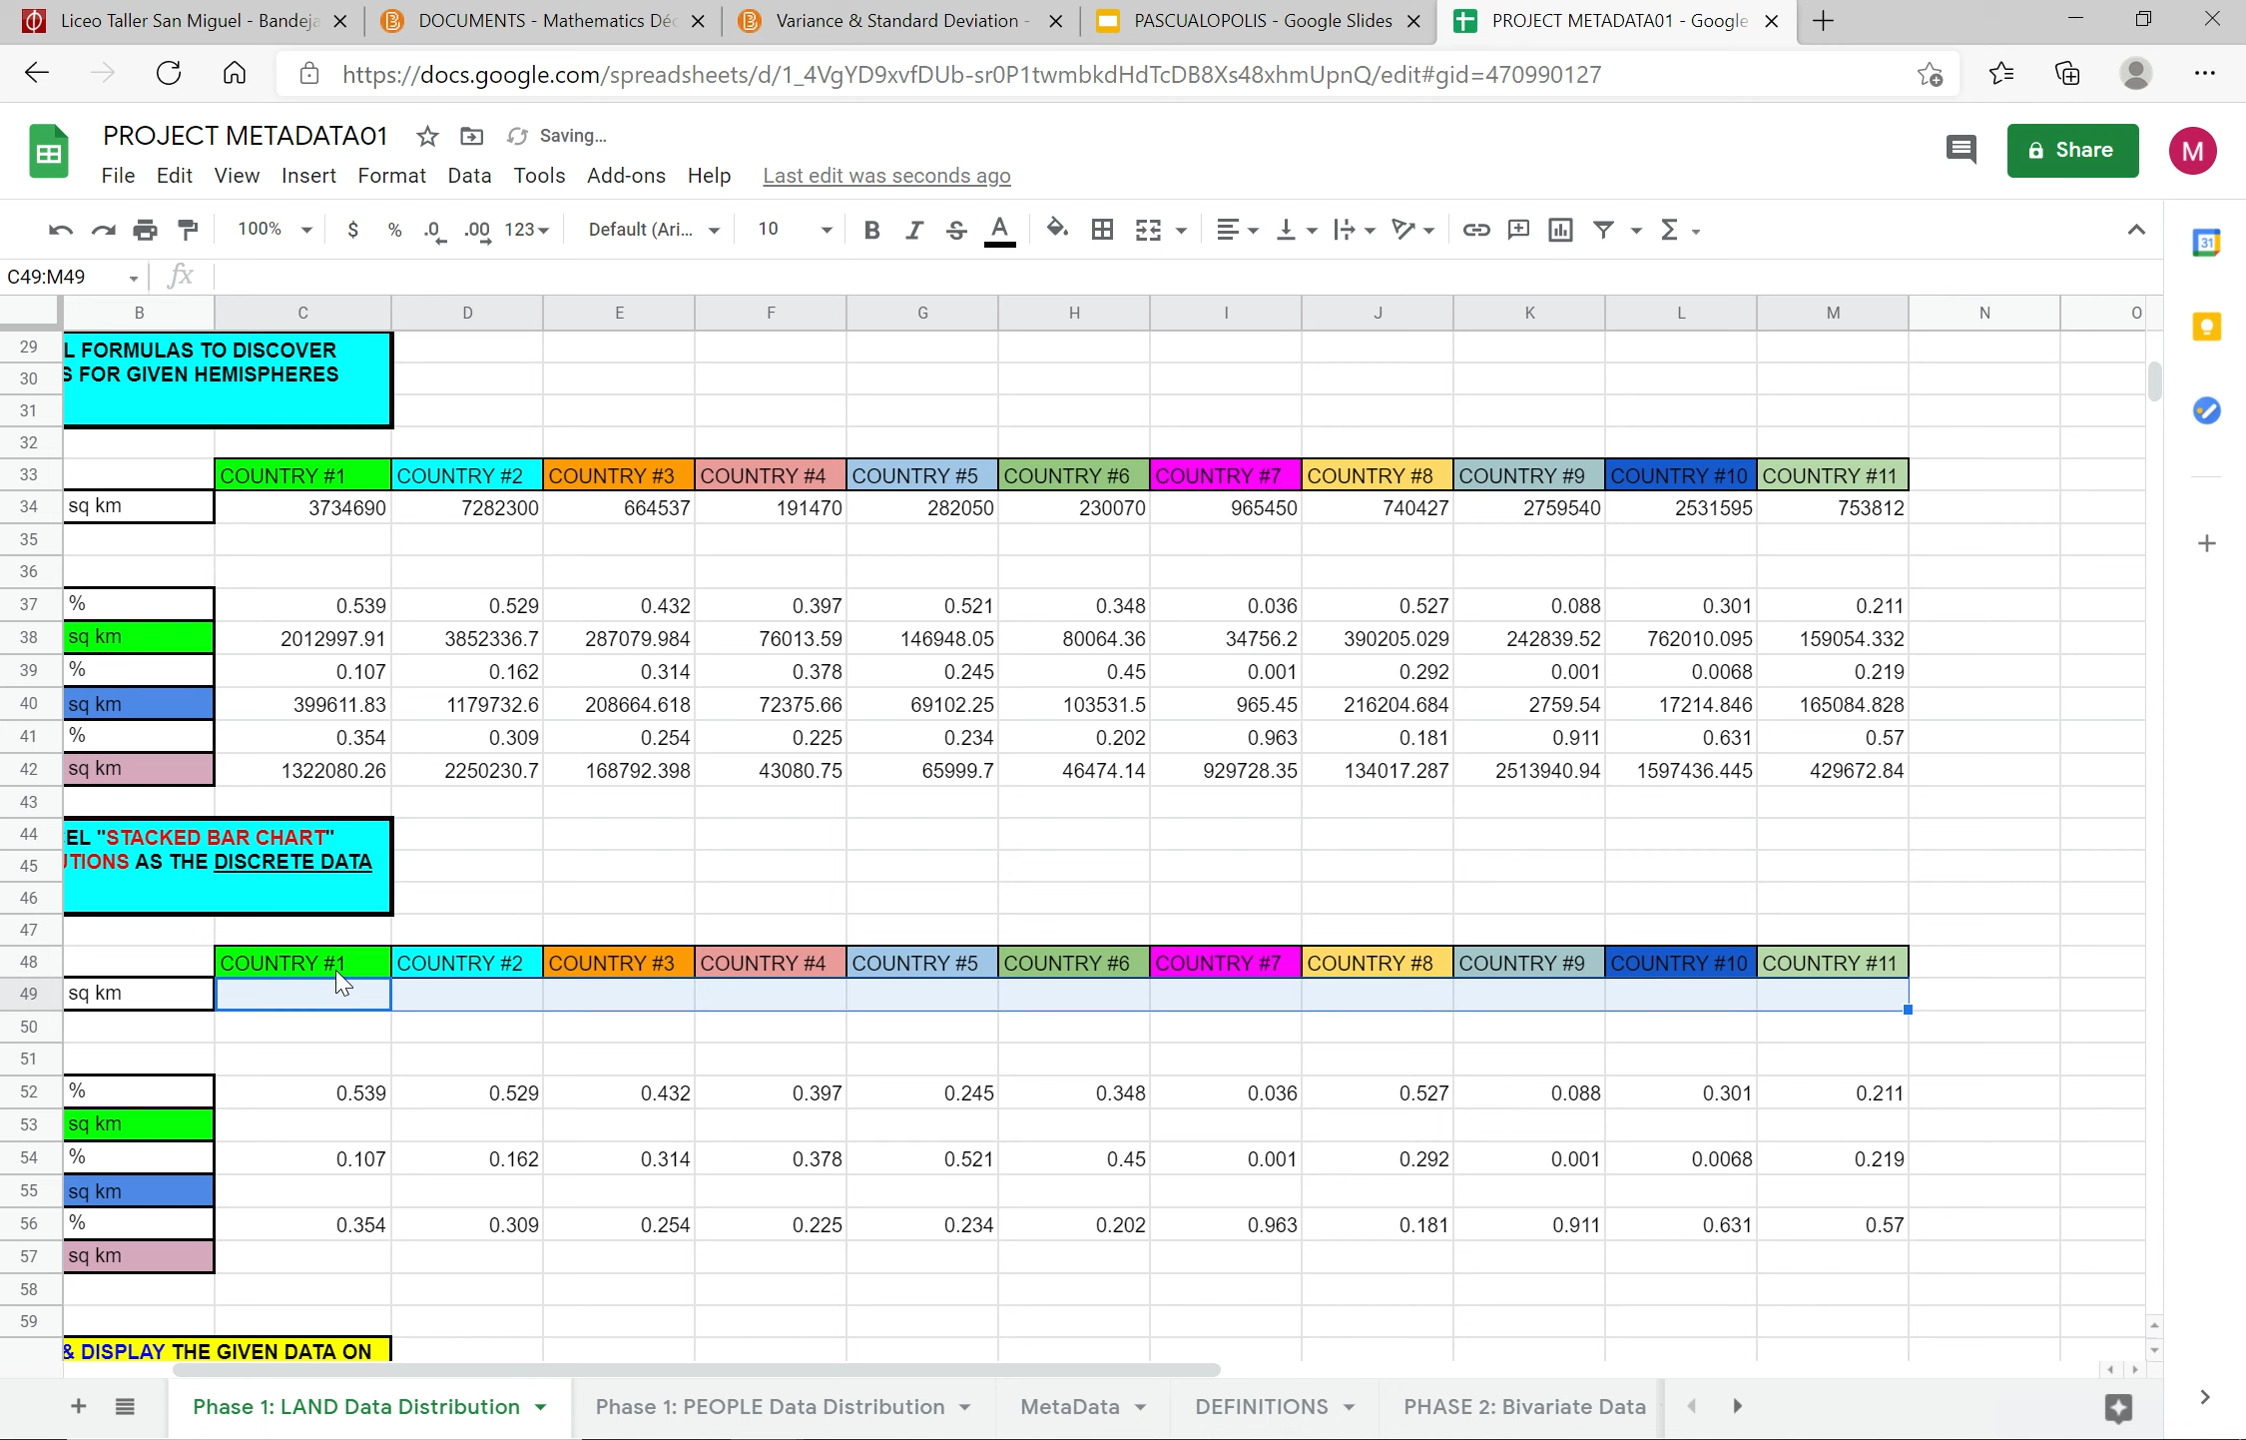 Liceo Taller San Miguel - Bandeja
DOCUMENTS - Mathematics Déc
Variance & Standard Deviation -
PASCUALOPOLIS - Google Slides
PROJECT METADATA01 - Google
https://docs.google.com/spreadsheets/d/1_4VgYD9xvfDUb-sr0P1twmbkdHdTcDB8Xs48xhmUpnQ/edit#gid=470990127
PROJECT METADATA01 Saving...
File Edit View Insert Format Data Tools Add-ons Help Last edit was seconds ago
Share
M
100% $ % .0 .00 123 Default (Ari... 10 B I S A
31
C49:M49 fx
B C D E F G H I J K L M N O
29 L FORMULAS TO DISCOVER
30 S FOR GIVEN HEMISPHERES
31
32
33 COUNTRY #1 COUNTRY #2 COUNTRY #3 COUNTRY #4 COUNTRY #5 COUNTRY #6 COUNTRY #7 COUNTRY #8 COUNTRY #9 COUNTRY #10 COUNTRY #11
34 sq km 3734690 7282300 664537 191470 282050 230070 965450 740427 2759540 2531595 753812
35
36
37 % 0.539 0.529 0.432 0.397 0.521 0.348 0.036 0.527 0.088 0.301 0.211
38 sq km 2012997.91 3852336.7 287079.984 76013.59 146948.05 80064.36 34756.2 390205.029 242839.52 762010.095 159054.332
39 % 0.107 0.162 0.314 0.378 0.245 0.45 0.001 0.292 0.001 0.0068 0.219
40 sq km 399611.83 1179732.6 208664.618 72375.66 69102.25 103531.5 965.45 216204.684 2759.54 17214.846 165084.828
41 % 0.354 0.309 0.254 0.225 0.234 0.202 0.963 0.181 0.911 0.631 0.57
42 sq km 1322080.26 2250230.7 168792.398 43080.75 65999.7 46474.14 929728.35 134017.287 2513940.94 1597436.445 429672.84
43
44 EL "STACKED BAR CHART"
45 UTIONS AS THE DISCRETE DATA
46
47
48 COUNTRY #1 COUNTRY #2 COUNTRY #3 COUNTRY #4 COUNTRY #5 COUNTRY #6 COUNTRY #7 COUNTRY #8 COUNTRY #9 COUNTRY #10 COUNTRY #11
49 sq km
50
51
52 % 0.539 0.529 0.432 0.397 0.245 0.348 0.036 0.527 0.088 0.301 0.211
53 sq km
54 % 0.107 0.162 0.314 0.378 0.521 0.45 0.001 0.292 0.001 0.0068 0.219
55 sq km
56 % 0.354 0.309 0.254 0.225 0.234 0.202 0.963 0.181 0.911 0.631 0.57
57 sq km
58
59
& DISPLAY THE GIVEN DATA ON
Phase 1: LAND Data Distribution Phase 1: PEOPLE Data Distribution MetaData DEFINITIONS PHASE 2: Bivariate Data